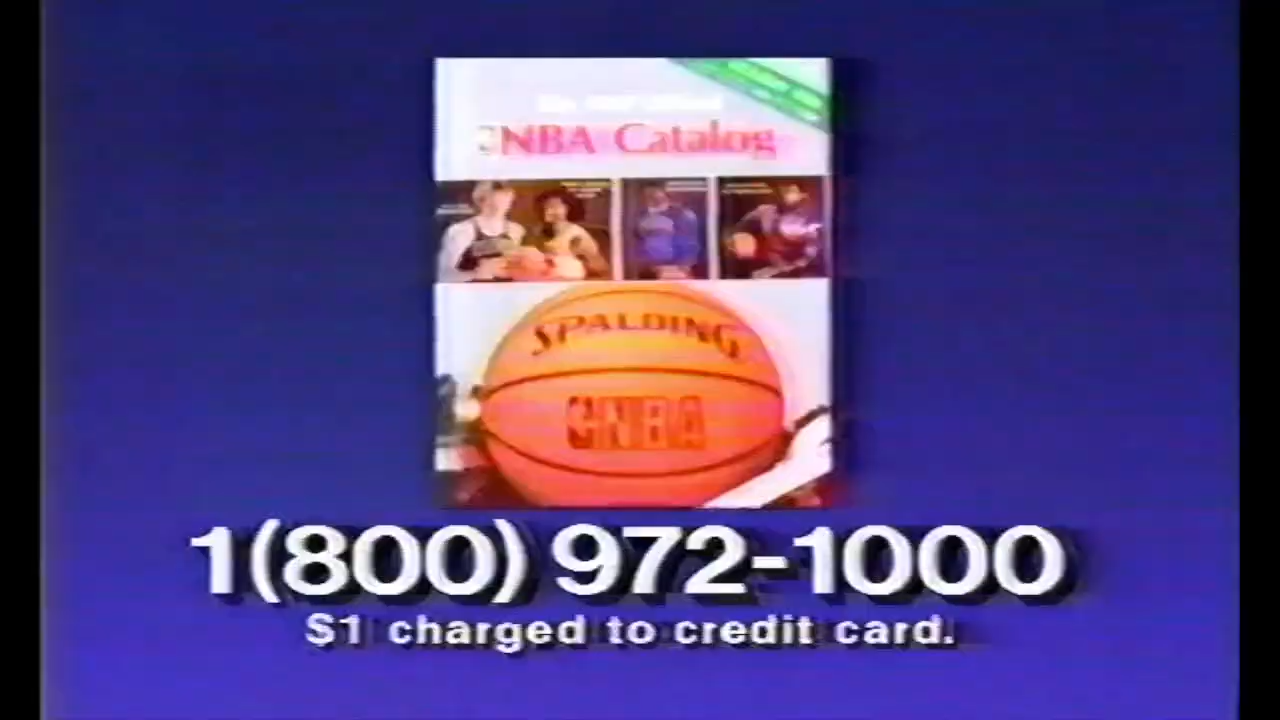 NBA Catalog
SPALDING
NBA
1(800) 972-1000
$1 charged to credit card.